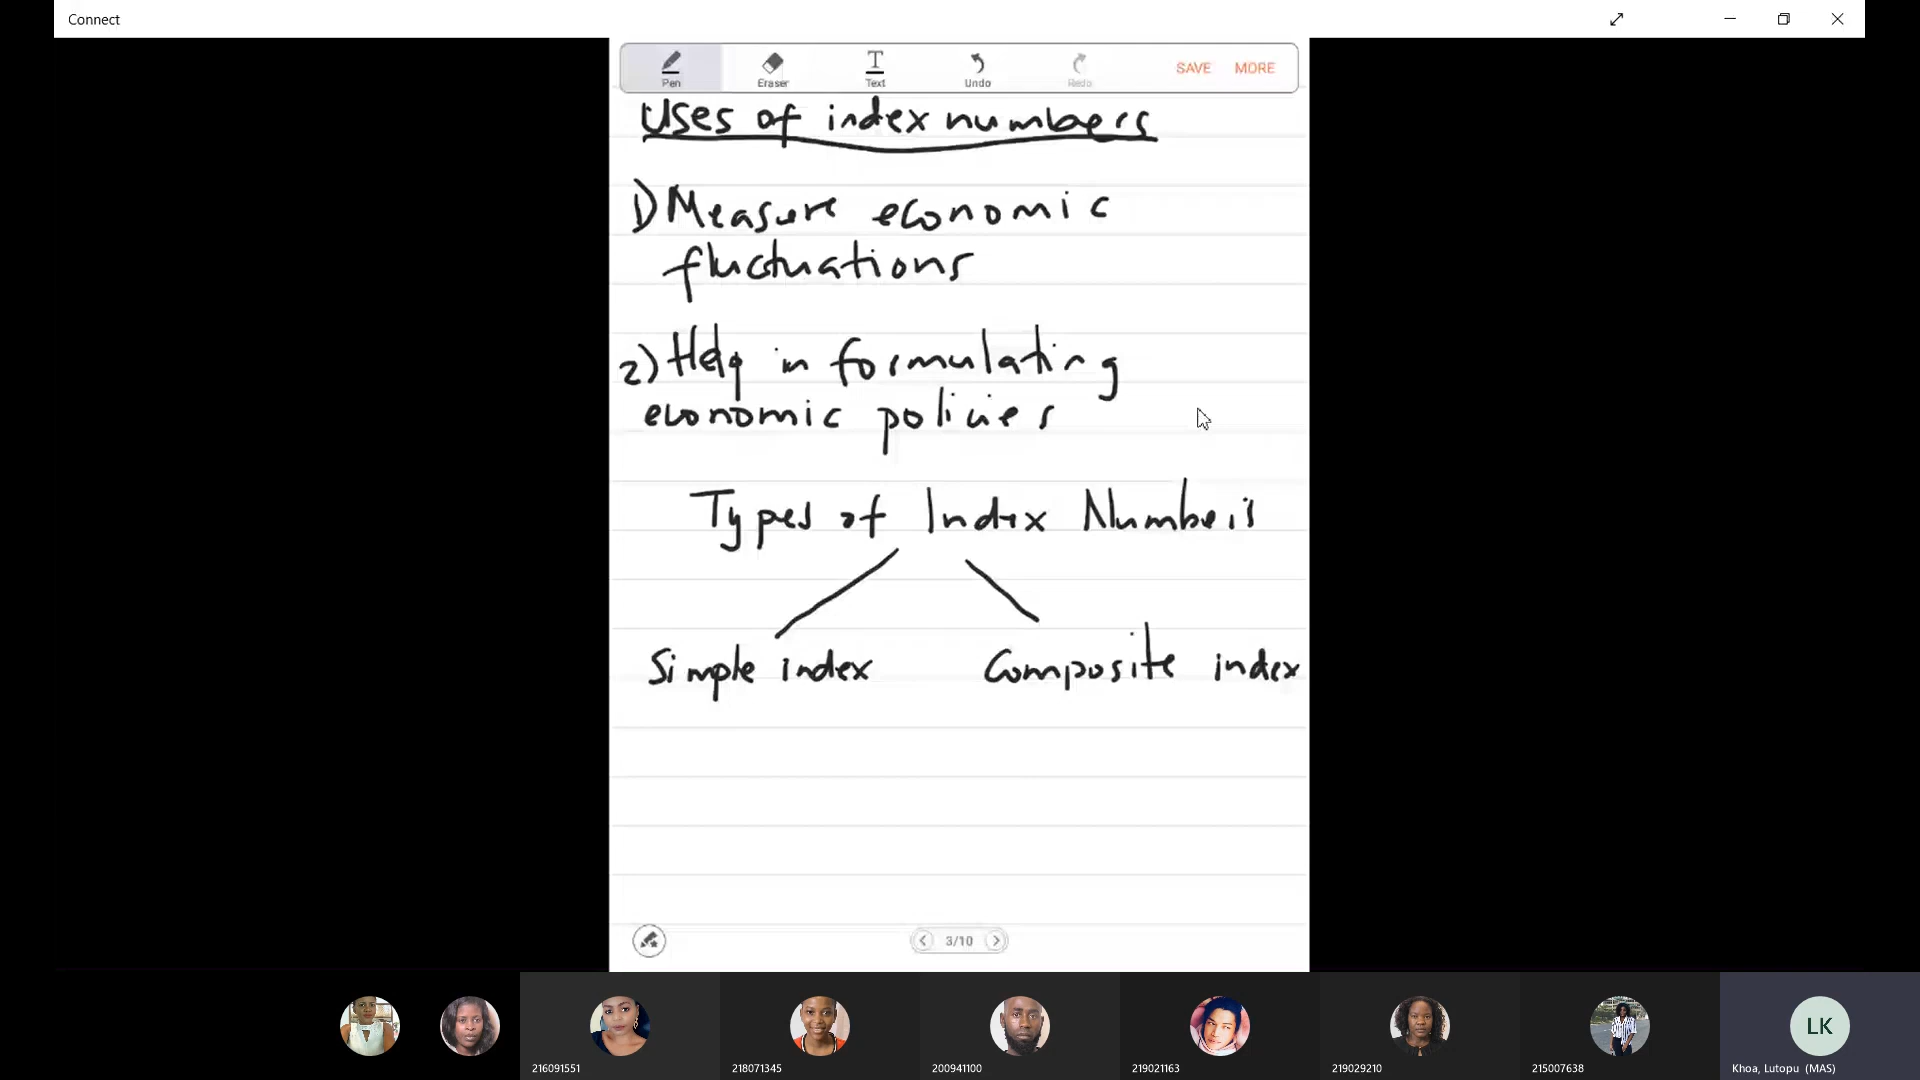 Connect
Pen Eraser Text Undo Redo SAVE MORE
Uses of index numbers
1) Measure economic
fluctuations
2) Help in formulating
economic policies
Types of Index Numbers
Simple index Composite index
3/10
216091551 218071345 200941100 219021163 219029210 215007638 Khoa, Lutopu (MAS)
LK